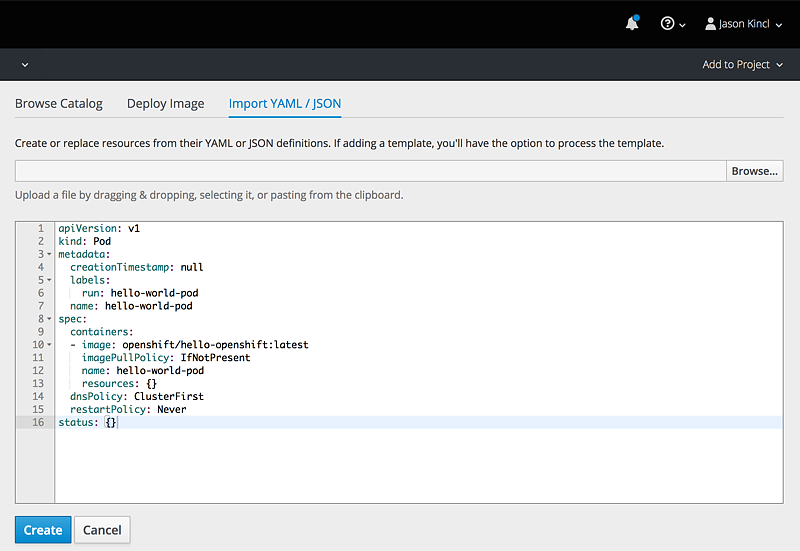 Jason Kincl
Add to Project
Browse Catalog Deploy Image Import YAML / JSON
Create or replace resources from their YAML or JSON definitions. If adding a template, you'll have the option to process the template.
Browse...
Upload a file by dragging & dropping, selecting it, or pasting from the clipboard.
1 apiVersion: v1
2 kind: Pod
3 metadata:
4   creationTimestamp: null
5   labels:
6     run: hello-world-pod
7   name: hello-world-pod
8 spec:
9   containers:
10   - image: openshift/hello-openshift:latest
11     imagePullPolicy: IfNotPresent
12     name: hello-world-pod
13     resources: {}
14   dnsPolicy: ClusterFirst
15   restartPolicy: Never
16 status: {}
Create Cancel